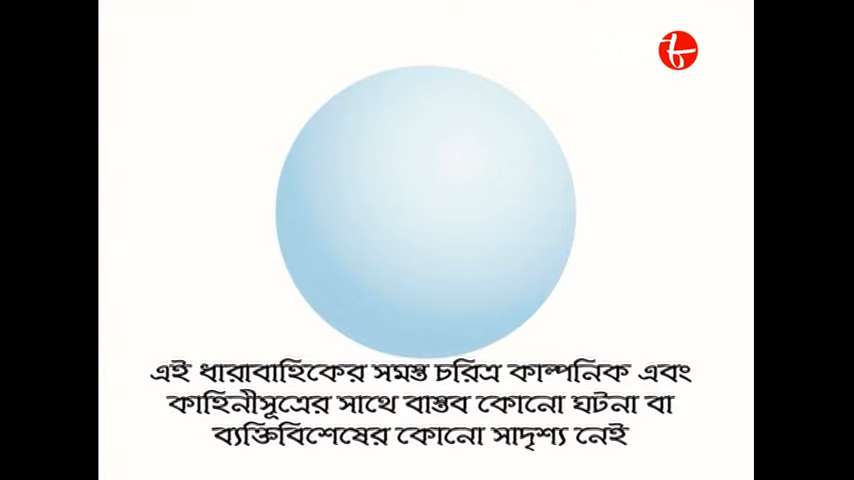 এই ধারাবাহিকের সমস্ত চরিত্র কাল্পনিক এবং
কাহিনীসূত্রের সাথে বাস্তব কোনো ঘটনা বা
ব্যক্তিবিশেষের কোনো সাদৃশ্য নেই